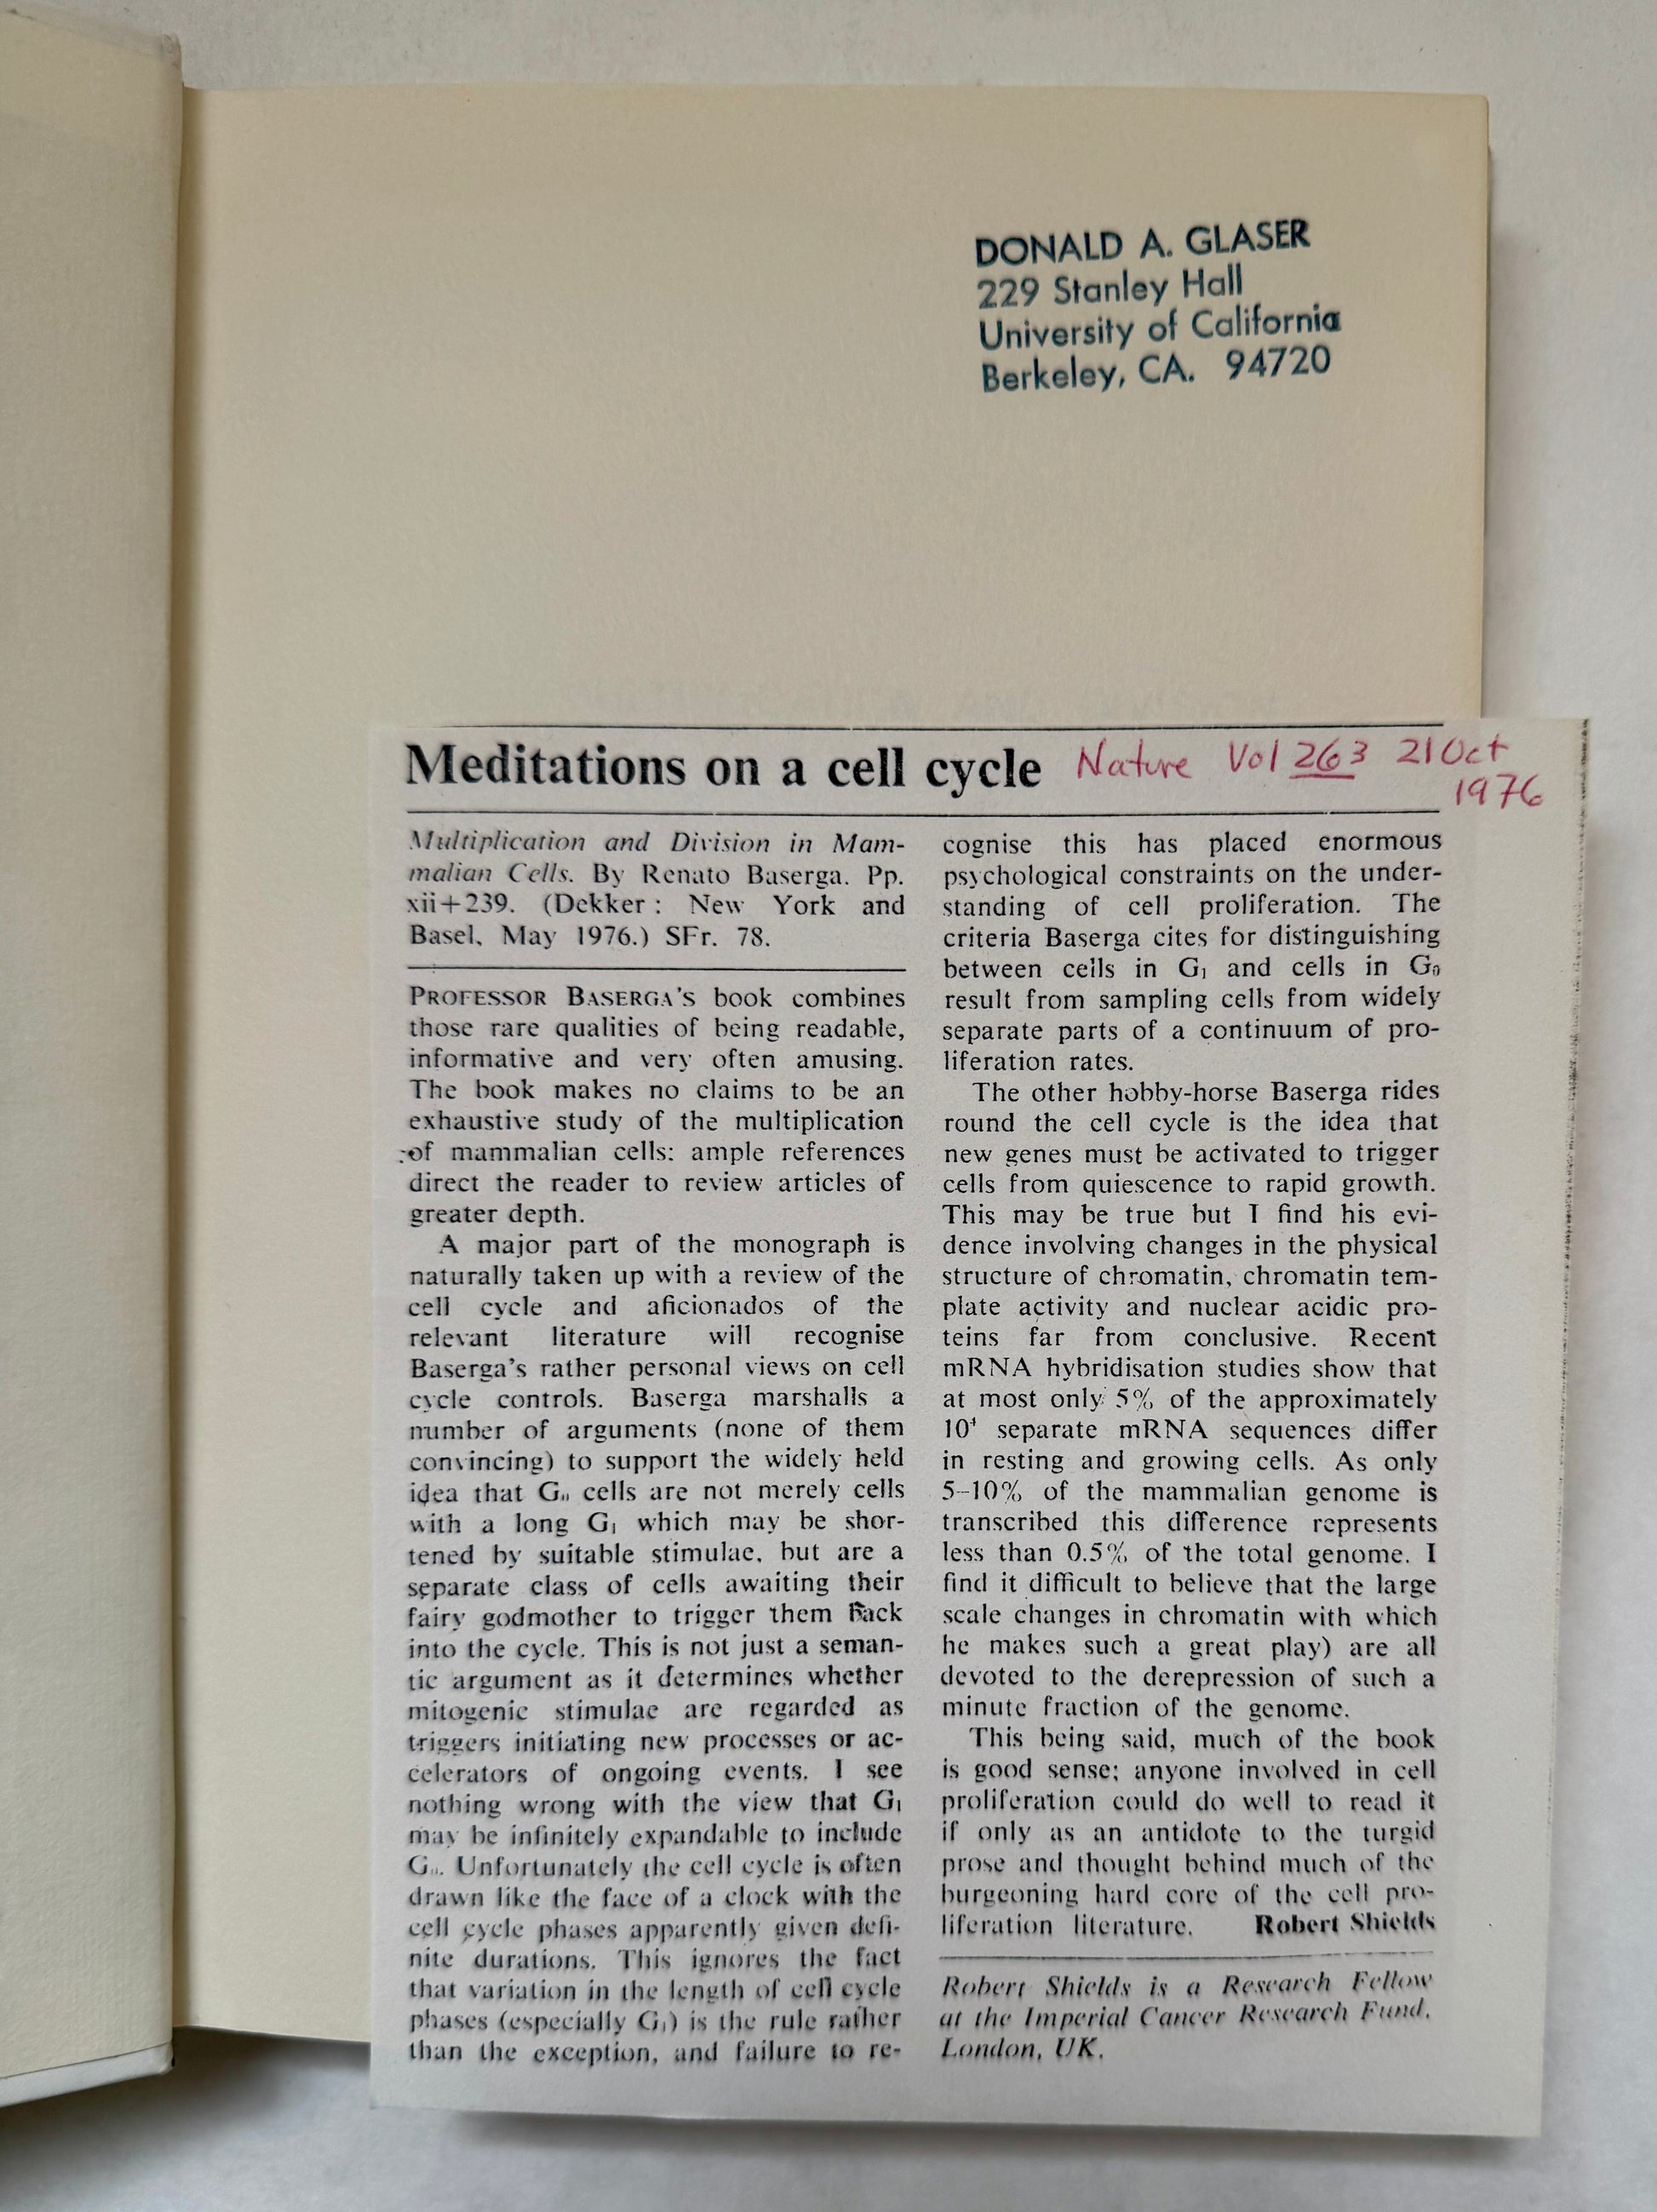 DONALD A. GLASER
229 Stanley Hall
University of California
Berkeley, CA. 94720
Meditations on a cell cycle
Nature Vol 263 21 Oct
1976
Multiplication and Division in Mam-
malian Cells. By Renato Baserga. Pp.
xii+239. (Dekker: New York and
Basel, May 1976.) SFr. 78.
PROFESSOR BASERGA'S book combines
those rare qualities of being readable,
informative and very often amusing.
The book makes no claims to be an
exhaustive study of the multiplication
of mammalian cells: ample references
direct the reader to review articles of
greater depth.
A major part of the monograph is
naturally taken up with a review of the
cell cycle and aficionados of the
relevant literature will recognise
Baserga's rather personal views on cell
cycle controls. Baserga marshalls a
number of arguments (none of them
convincing) to support the widely held
idea that G₀ cells are not merely cells
with a long G₁ which may be shor-
tened by suitable stimulae, but are a
separate class of cells awaiting their
fairy godmother to trigger them back
into the cycle. This is not just a seman-
tic argument as it determines whether
mitogenic stimulae are regarded as
triggers initiating new processes or ac-
celerators of ongoing events. I see
nothing wrong with the view that G₁
may be infinitely expandable to include
G₀. Unfortunately the cell cycle is often
drawn like the face of a clock with the
cell cycle phases apparently given defi-
nite durations. This ignores the fact
that variation in the length of cell cycle
phases (especially G₁) is the rule rather
than the exception, and failure to re-
cognise this has placed enormous
psychological constraints on the under-
standing of cell proliferation. The
criteria Baserga cites for distinguishing
between cells in G₁ and cells in G₀
result from sampling cells from widely
separate parts of a continuum of pro-
liferation rates.
The other hobby-horse Baserga rides
round the cell cycle is the idea that
new genes must be activated to trigger
cells from quiescence to rapid growth.
This may be true but I find his evi-
dence involving changes in the physical
structure of chromatin, chromatin tem-
plate activity and nuclear acidic pro-
teins far from conclusive. Recent
mRNA hybridisation studies show that
at most only 5% of the approximately
10⁴ separate mRNA sequences differ
in resting and growing cells. As only
5–10% of the mammalian genome is
transcribed this difference represents
less than 0.5% of the total genome. I
find it difficult to believe that the large
scale changes in chromatin with which
he makes such a great play) are all
devoted to the derepression of such a
minute fraction of the genome.
This being said, much of the book
is good sense; anyone involved in cell
proliferation could do well to read it
if only as an antidote to the turgid
prose and thought behind much of the
burgeoning hard core of the cell pro-
liferation literature. Robert Shields
Robert Shields is a Research Fellow
at the Imperial Cancer Research Fund,
London, UK.